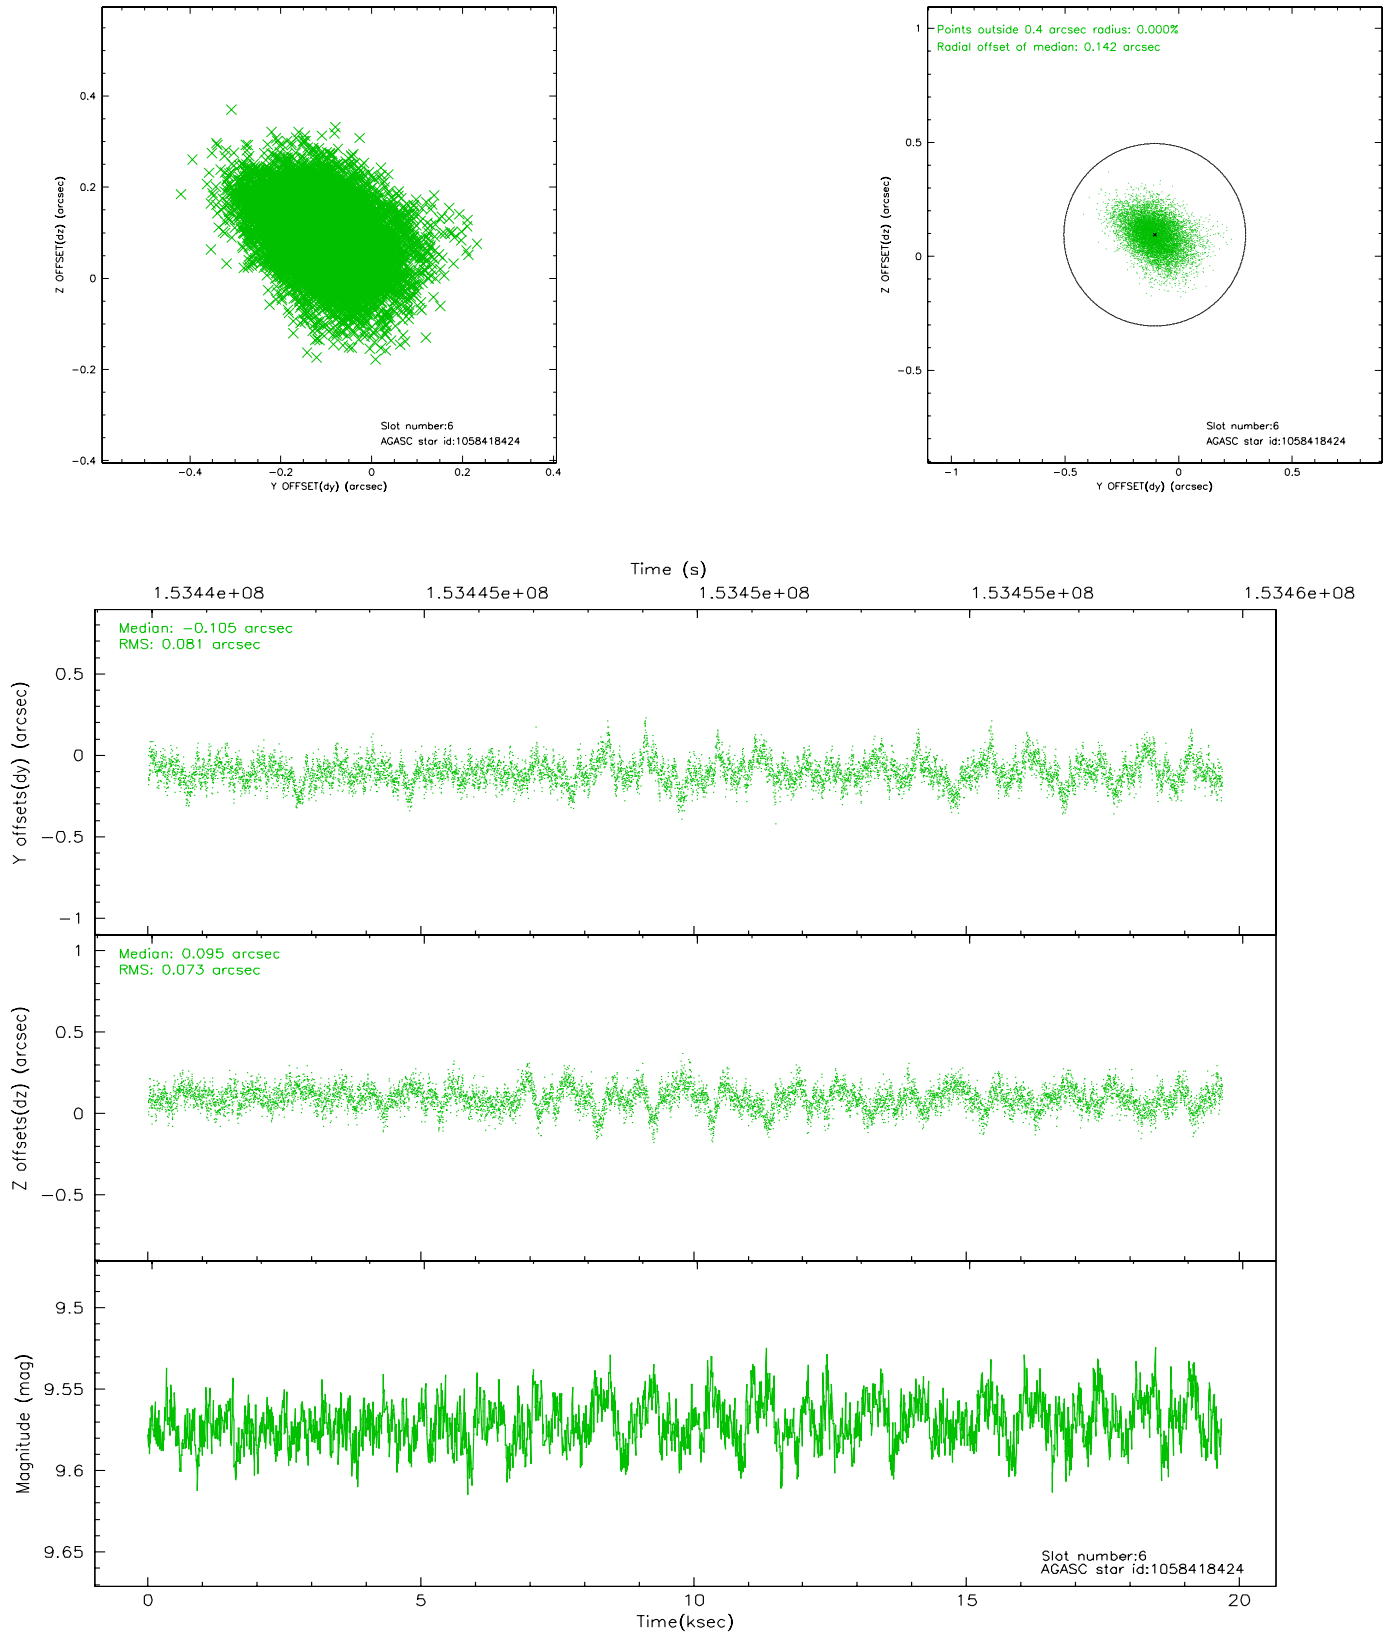 0.4
0.2
0
−0.2
−0.4
Z OFFSET(dz) (arcsec)
Slot number:6
AGASC star id:1058418424
−0.4 −0.2 0 0.2 0.4
Y OFFSET(dy) (arcsec)
Points outside 0.4 arcsec radius: 0.000%
Radial offset of median: 0.142 arcsec
1
0.5
0
−0.5
Z OFFSET(dz) (arcsec)
Slot number:6
AGASC star id:1058418424
−1 −0.5 0 0.5
Y OFFSET(dy) (arcsec)
Time (s)
1.5344e+08 1.53445e+08 1.5345e+08 1.53455e+08 1.5346e+08
Median: −0.105 arcsec
RMS: 0.081 arcsec
0.5
0
−0.5
−1
Y offsets(dy) (arcsec)
Median: 0.095 arcsec
RMS: 0.073 arcsec
1
0.5
0
−0.5
Z offsets(dz) (arcsec)
9.5
9.55
9.6
9.65
Magnitude (mag)
Slot number:6
AGASC star id:1058418424
0 5 10 15 20
Time(ksec)